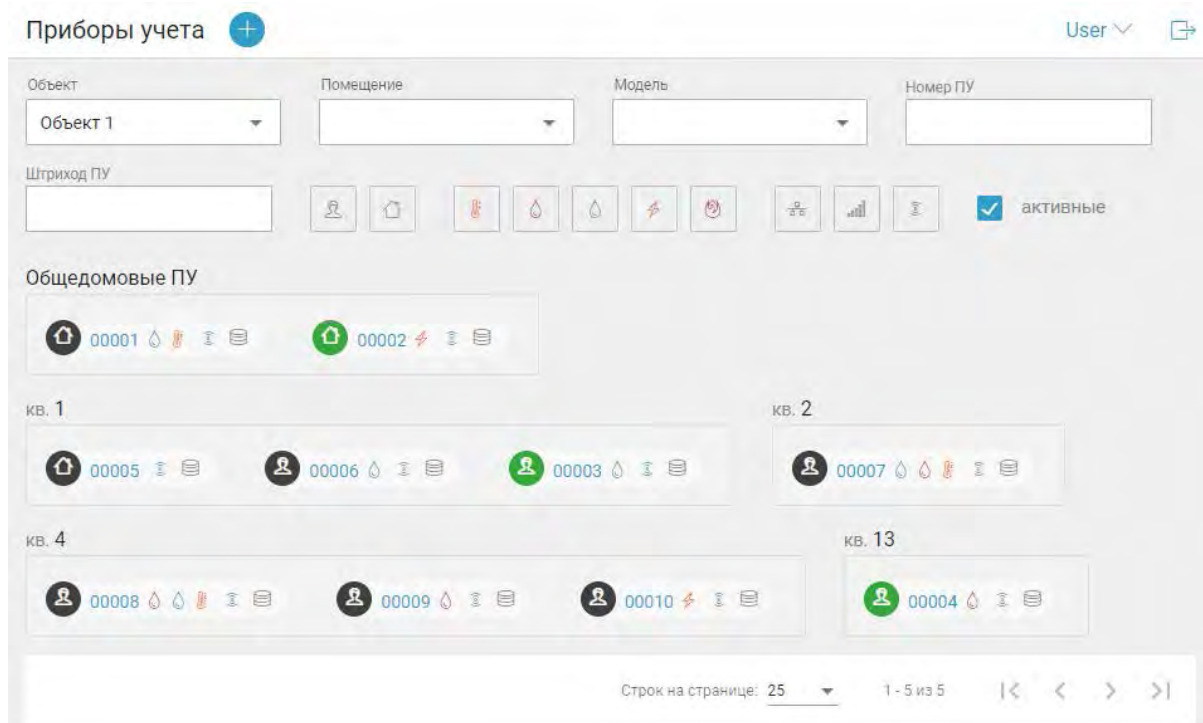 Приборы учета
User
Объект
Помещение
Модель
Номер ПУ
Объект 1
Штриход ПУ
активные
Общедомовые ПУ
00001 00002
кв. 1 кв. 2
00005 00006 00003 00007
кв. 4 кв. 13
00008 00009 00010 00004
Строк на странице: 25 1 - 5 из 5